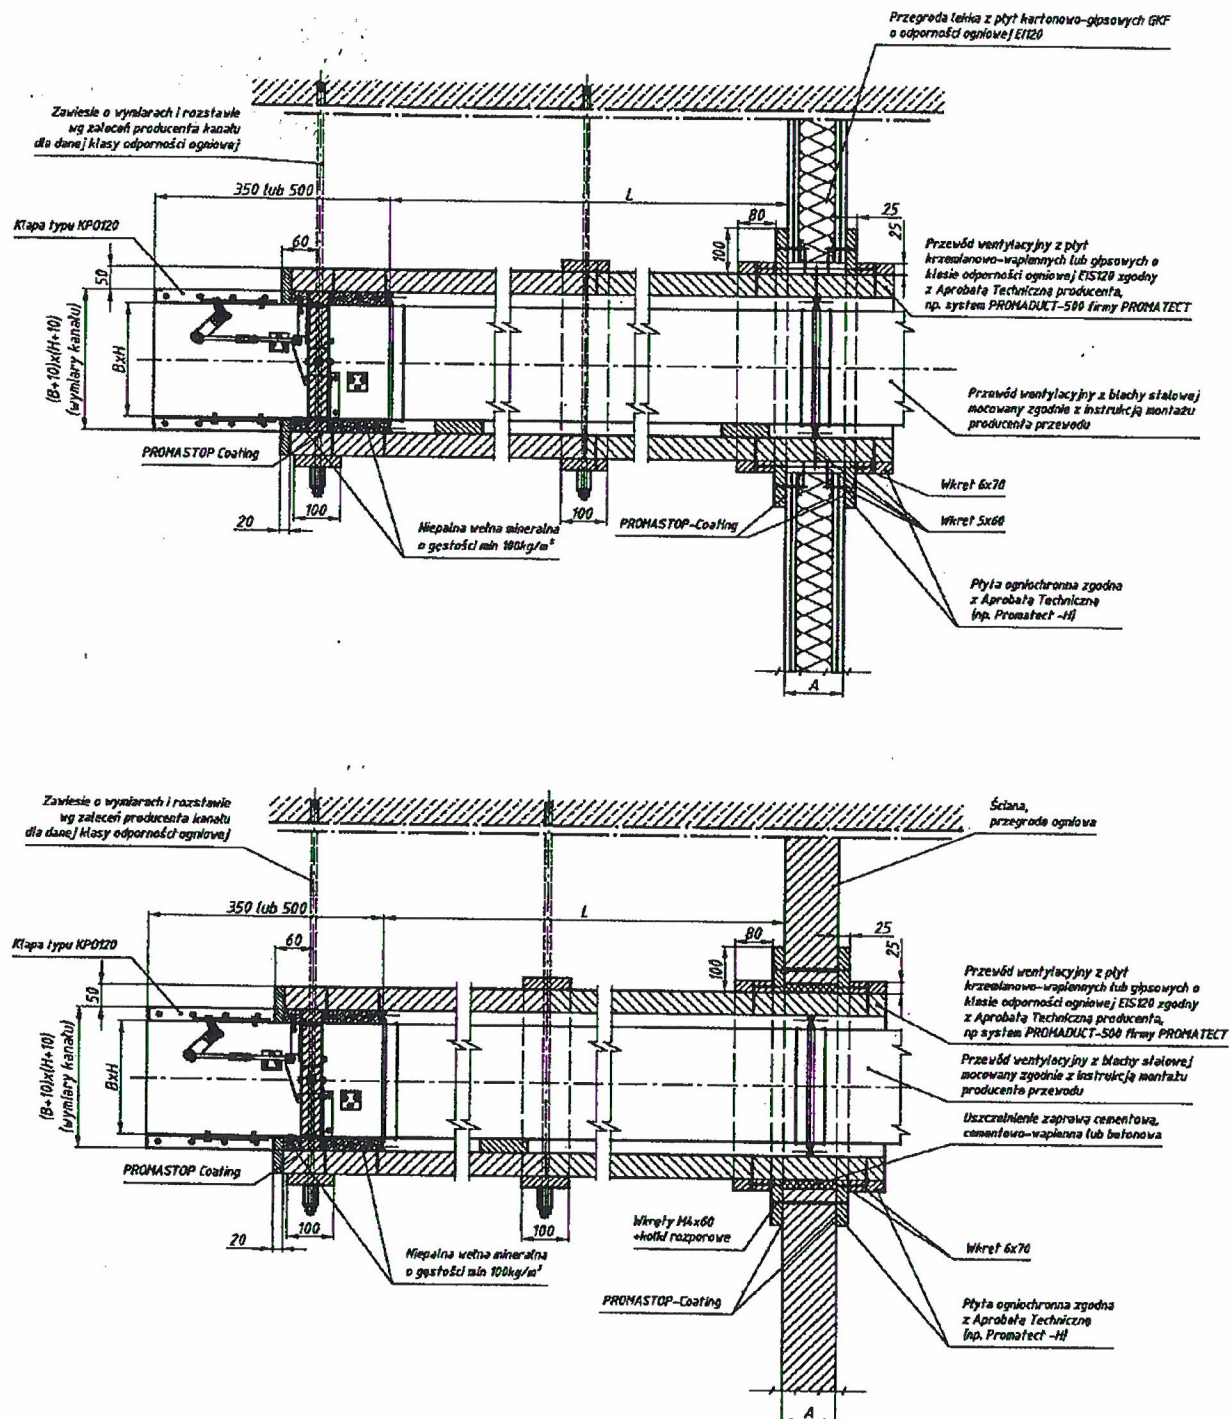 Przegroda lekka z płyt kartonowo-gipsowych GKF
o odporności ogniowej EI120
Zawiesie o wymiarach i rozstawie
wg zaleceń producenta kanału
dla danej klasy odporności ogniowej
350 lub 500
L
Klapa typu KPO120
60
80
25
100
25
50
Przewód wentylacyjny z płyt
krzemianowo-wapiennych lub gipsowych o
klasie odporności ogniowej EIS120 zgodny
z Aprobatą Techniczną producenta,
np. system PROMADUCT-500 firmy PROMATECT
(B+10)x(H+10)
(wymiary kanału)
BxH
Przewód wentylacyjny z blachy stalowej
mocowany zgodnie z instrukcją montażu
producenta przewodu
PROMASTOP Coating
Wkręt 6x70
100
100
20
Niepalna wełna mineralna
o gęstości min 100kg/m³
PROMASTOP-Coating
Wkręt 5x60
Płyta ogniochronna zgodna
z Aprobatą Techniczną
(np. Promatect -H)
A
Zawiesie o wymiarach i rozstawie
wg zaleceń producenta kanału
dla danej klasy odporności ogniowej
Ściana,
przegroda ogniowa
350 lub 500
L
Klapa typu KPO120
60
80
25
100
25
50
Przewód wentylacyjny z płyt
krzemianowo-wapiennych lub gipsowych o
klasie odporności ogniowej EIS120 zgodny
z Aprobatą Techniczną producenta,
np system PROMADUCT-500 firmy PROMATECT
(B+10)x(H+10)
(wymiary kanału)
BxH
Przewód wentylacyjny z blachy stalowej
mocowany zgodnie z instrukcją montażu
producenta przewodu
Uszczelnienie zaprawą cementową,
cementowo-wapienną lub betonową
PROMASTOP Coating
100
100
20
Niepalna wełna mineralna
o gęstości min 100kg/m³
Wkręty M4x60
+kołki rozporowe
Wkręt 6x70
PROMASTOP-Coating
Płyta ogniochronna zgodna
z Aprobatą Techniczną
(np. Promatect -H)
A